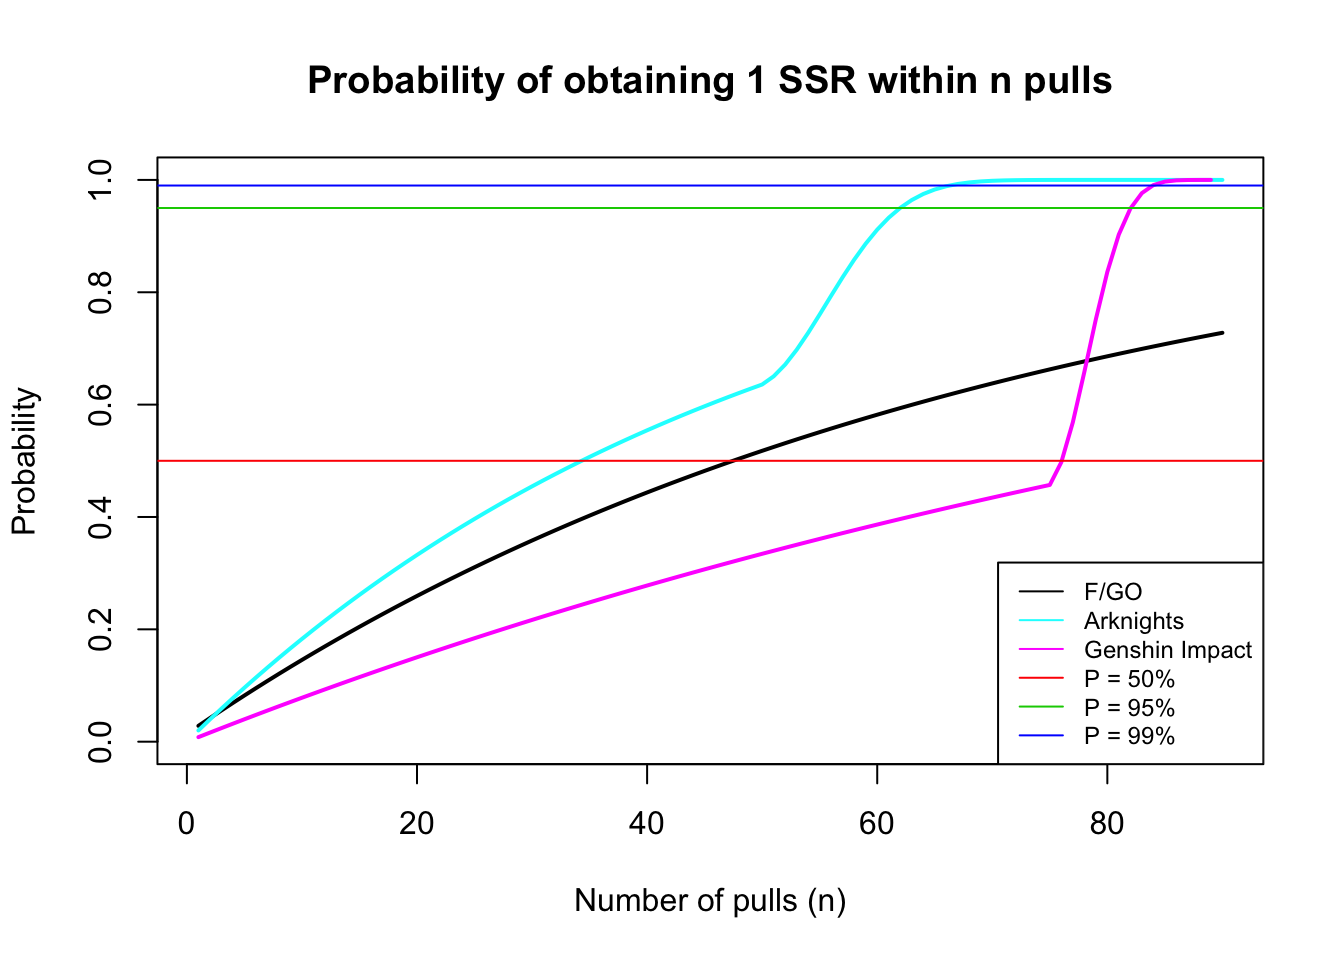 Probability of obtaining 1 SSR within n pulls
Probability
1.0
0.8
0.6
0.4
0.2
0.0
F/GO
Arknights
Genshin Impact
P = 50%
P = 95%
P = 99%
0 20 40 60 80
Number of pulls (n)